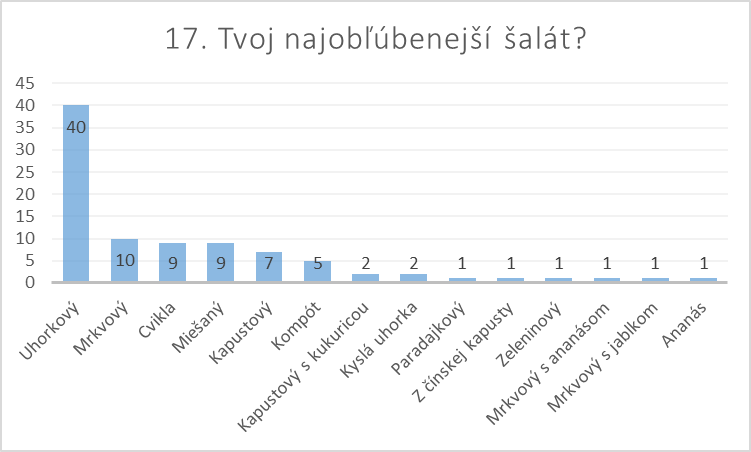 17. Tvoj najobľúbenejší šalát?
45
40
35
30
25
20
15
10
5
0
40
10
9
9
7
5
2
2
1
1
1
1
1
1
Uhorkový
Mrkvový
Cvikla
Miešaný
Kapustový
Kompót
Kapustový s kukuricou
Kyslá uhorka
Paradajkový
Z čínskej kapusty
Zeleninový
Mrkvový s ananásom
Mrkvový s jablkom
Ananás